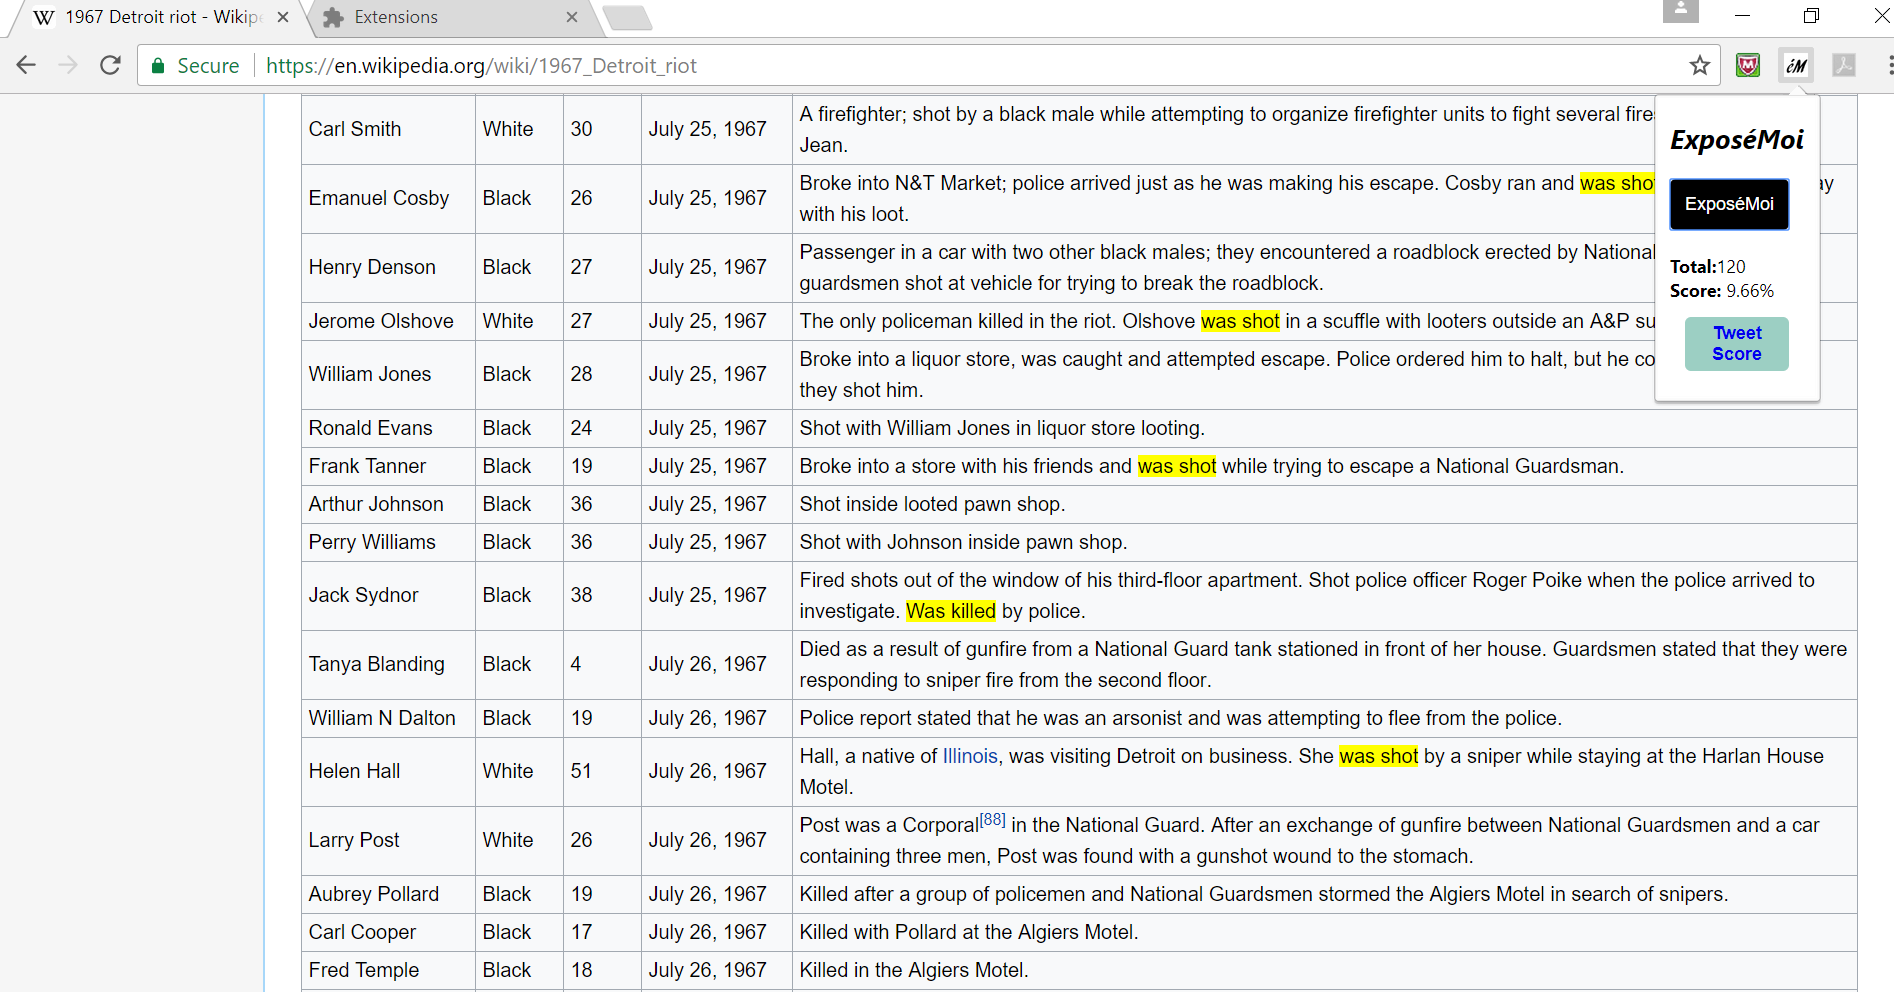 1967 Detroit riot - Wikip
Extensions
Secure https://en.wikipedia.org/wiki/1967_Detroit_riot
éM
ExposéMoi
ExposéMoi
Total:120
Score: 9.66%
Tweet
Score
Carl Smith White 30 July 25, 1967 A firefighter; shot by a black male while attempting to organize firefighter units to fight several fire
Jean.
Emanuel Cosby Black 26 July 25, 1967 Broke into N&T Market; police arrived just as he was making his escape. Cosby ran and was shot ay
with his loot.
Henry Denson Black 27 July 25, 1967 Passenger in a car with two other black males; they encountered a roadblock erected by National
guardsmen shot at vehicle for trying to break the roadblock.
Jerome Olshove White 27 July 25, 1967 The only policeman killed in the riot. Olshove was shot in a scuffle with looters outside an A&P su
William Jones Black 28 July 25, 1967 Broke into a liquor store, was caught and attempted escape. Police ordered him to halt, but he co
they shot him.
Ronald Evans Black 24 July 25, 1967 Shot with William Jones in liquor store looting.
Frank Tanner Black 19 July 25, 1967 Broke into a store with his friends and was shot while trying to escape a National Guardsman.
Arthur Johnson Black 36 July 25, 1967 Shot inside looted pawn shop.
Perry Williams Black 36 July 25, 1967 Shot with Johnson inside pawn shop.
Jack Sydnor Black 38 July 25, 1967 Fired shots out of the window of his third-floor apartment. Shot police officer Roger Poike when the police arrived to
investigate. Was killed by police.
Tanya Blanding Black 4 July 26, 1967 Died as a result of gunfire from a National Guard tank stationed in front of her house. Guardsmen stated that they were
responding to sniper fire from the second floor.
William N Dalton Black 19 July 26, 1967 Police report stated that he was an arsonist and was attempting to flee from the police.
Helen Hall White 51 July 26, 1967 Hall, a native of Illinois, was visiting Detroit on business. She was shot by a sniper while staying at the Harlan House
Motel.
Larry Post White 26 July 26, 1967 Post was a Corporal[88] in the National Guard. After an exchange of gunfire between National Guardsmen and a car
containing three men, Post was found with a gunshot wound to the stomach.
Aubrey Pollard Black 19 July 26, 1967 Killed after a group of policemen and National Guardsmen stormed the Algiers Motel in search of snipers.
Carl Cooper Black 17 July 26, 1967 Killed with Pollard at the Algiers Motel.
Fred Temple Black 18 July 26, 1967 Killed in the Algiers Motel.